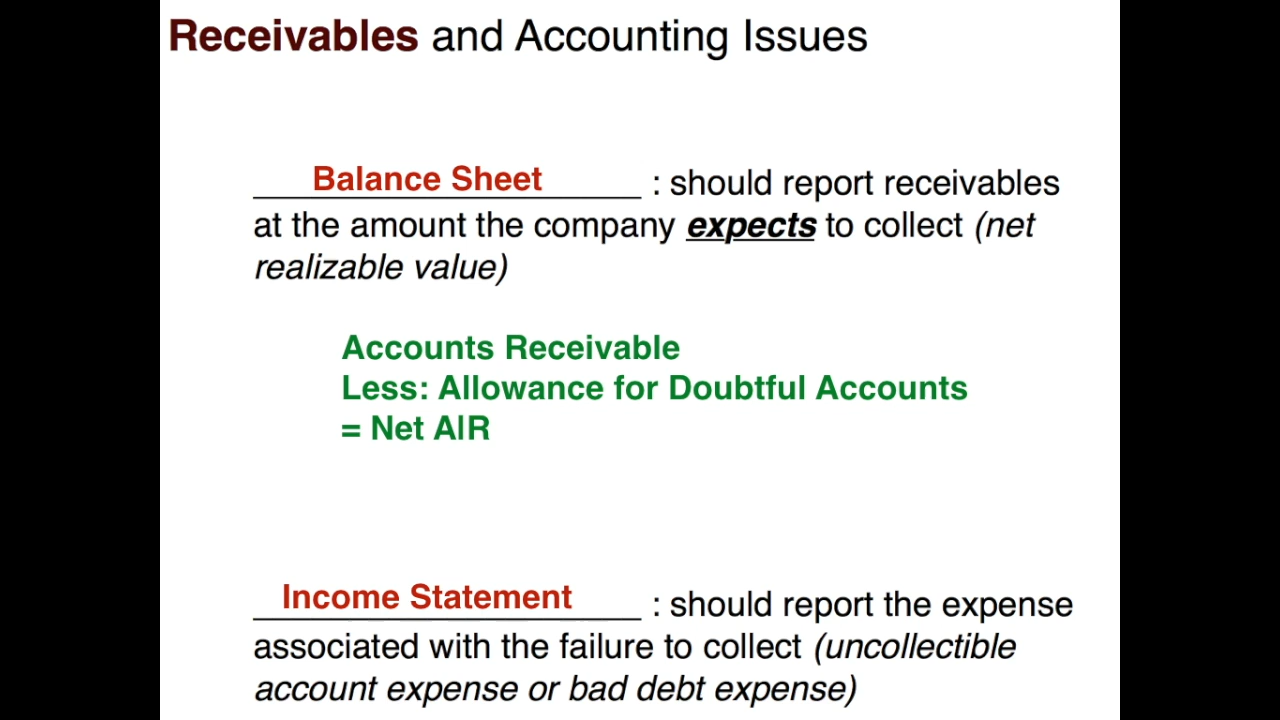 Receivables and Accounting Issues
Balance Sheet : should report receivables
at the amount the company expects to collect (net
realizable value)
Accounts Receivable
Less: Allowance for Doubtful Accounts
= Net A|R
Income Statement : should report the expense
associated with the failure to collect (uncollectible
account expense or bad debt expense)